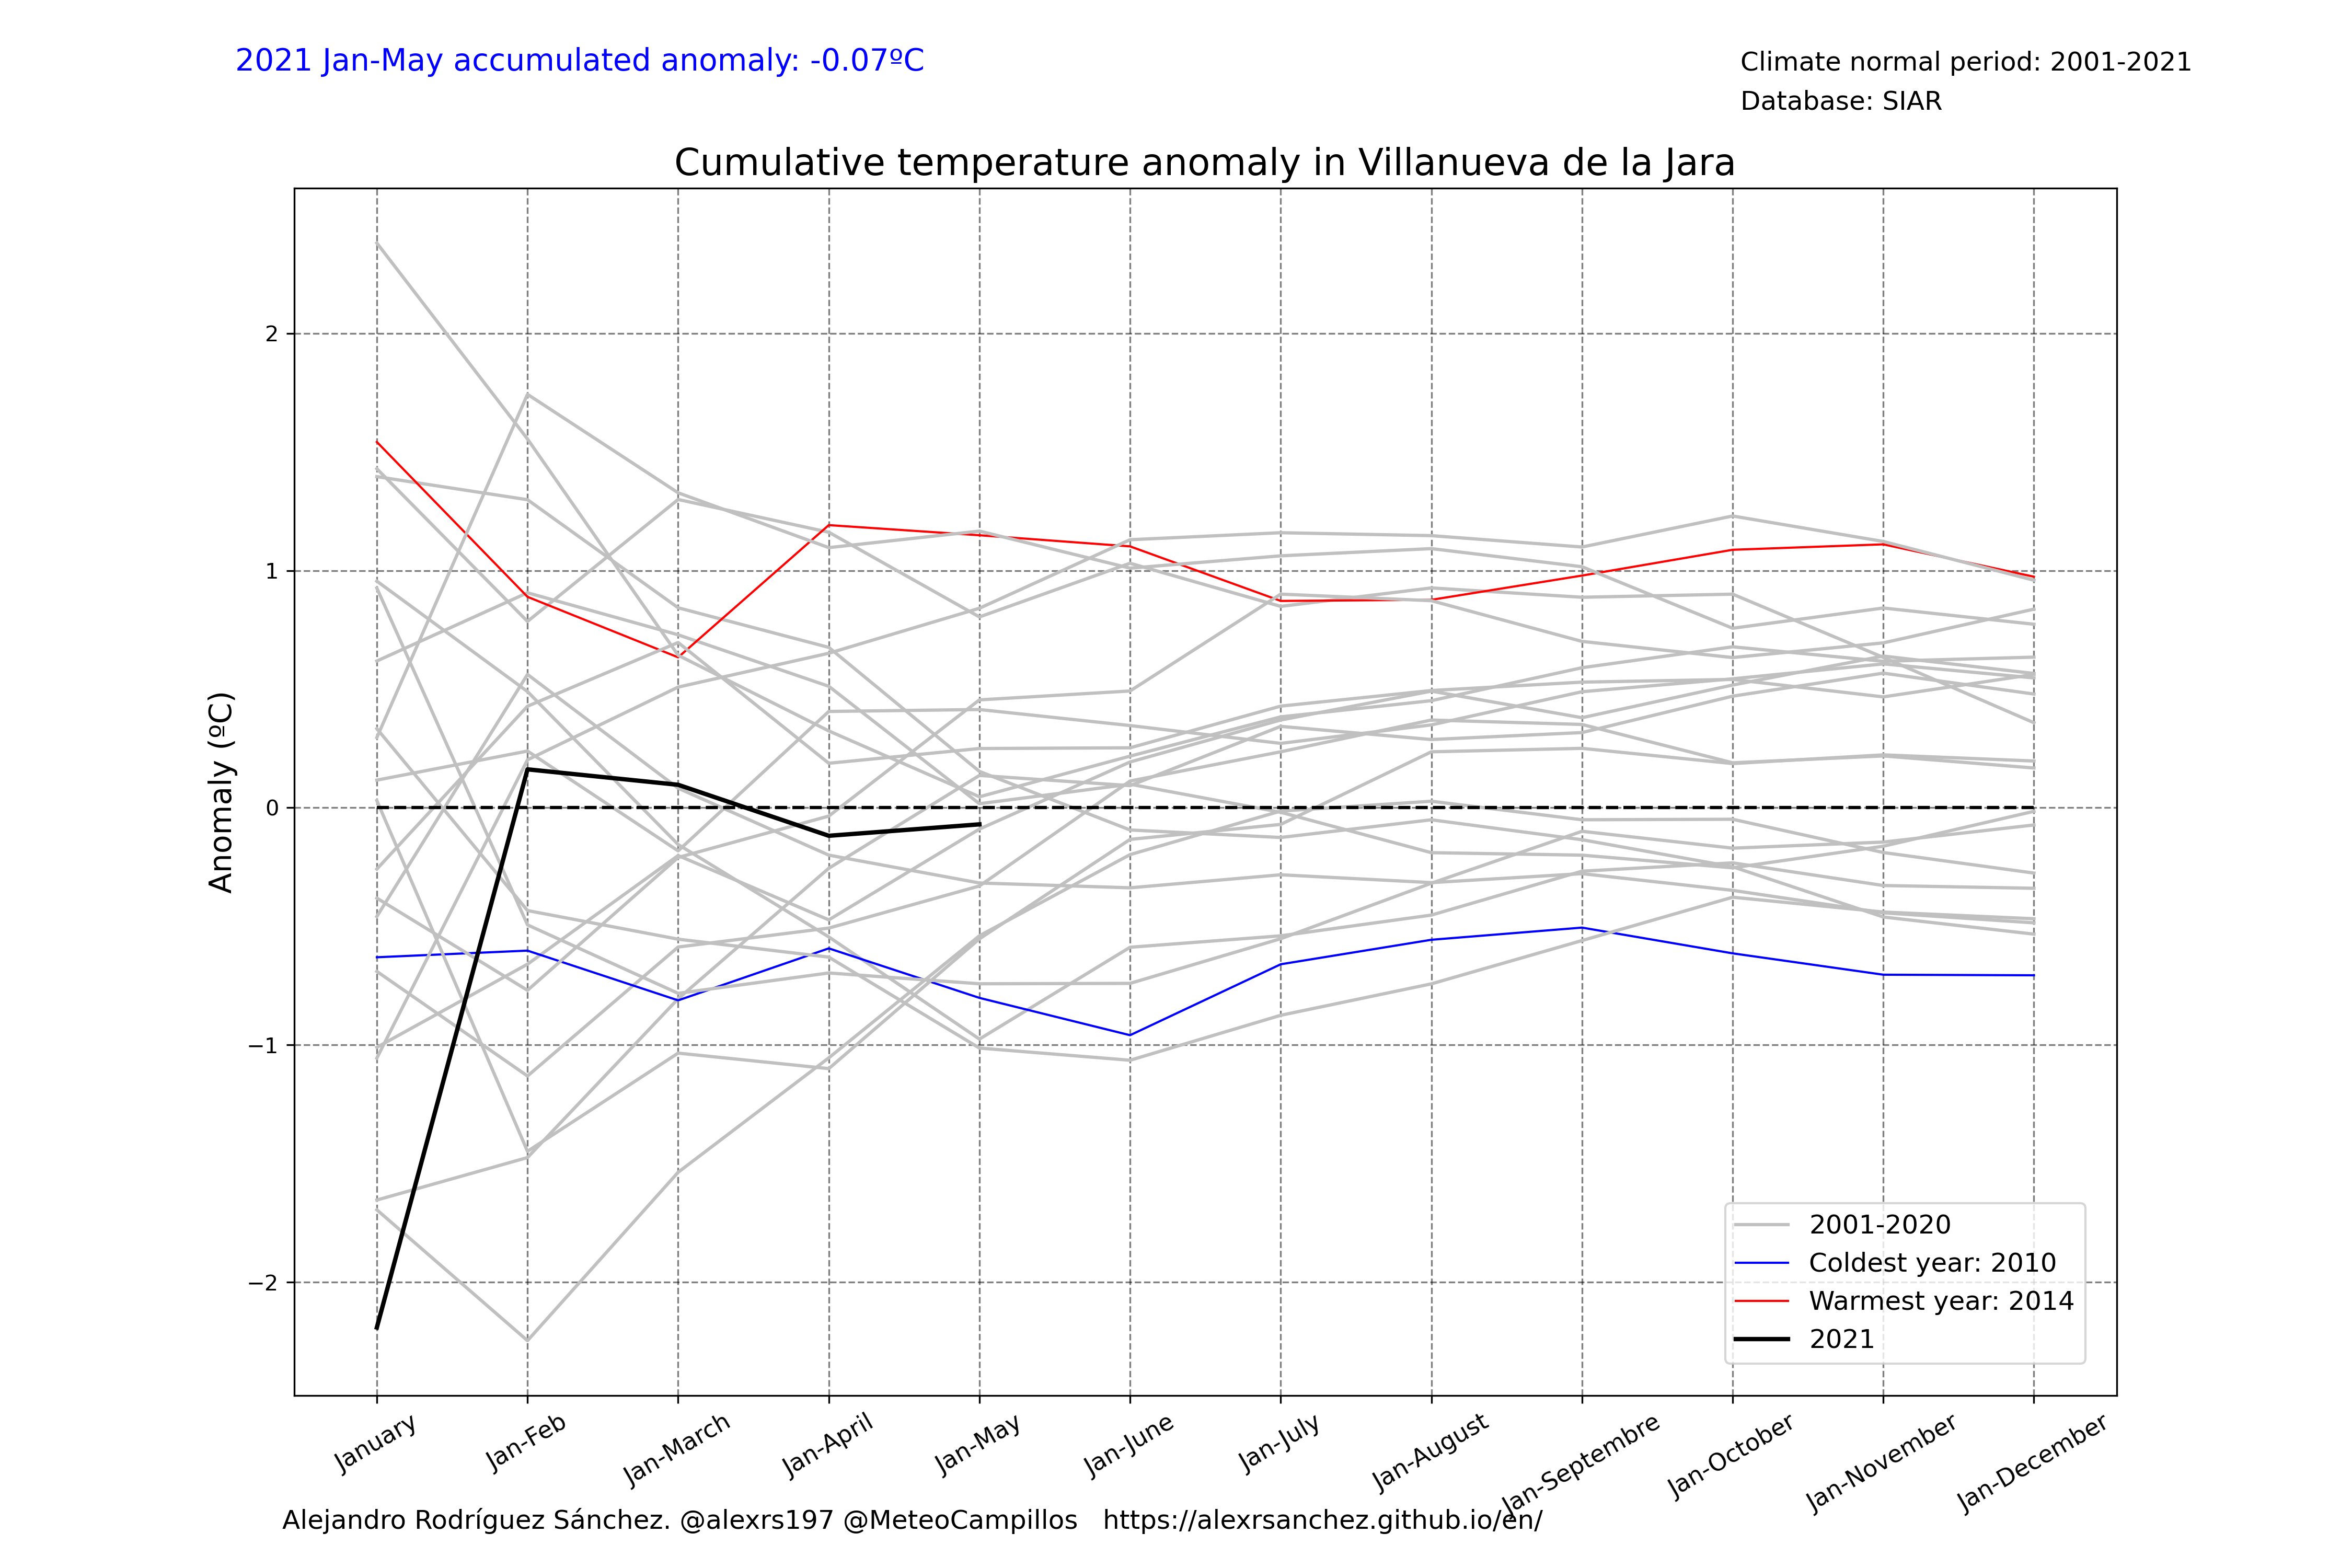 2021 Jan-May accumulated anomaly: -0.07ºC
Climate normal period: 2001-2021
Database: SIAR
Cumulative temperature anomaly in Villanueva de la Jara
Anomaly (ºC)
2
1
0
−1
−2
2001-2020
Coldest year: 2010
Warmest year: 2014
2021
January
Jan-Feb
Jan-March
Jan-April
Jan-May
Jan-June
Jan-July
Jan-August
Jan-Septembre
Jan-October
Jan-November
Jan-December
Alejandro Rodríguez Sánchez. @alexrs197 @MeteoCampillos https://alexrsanchez.github.io/en/